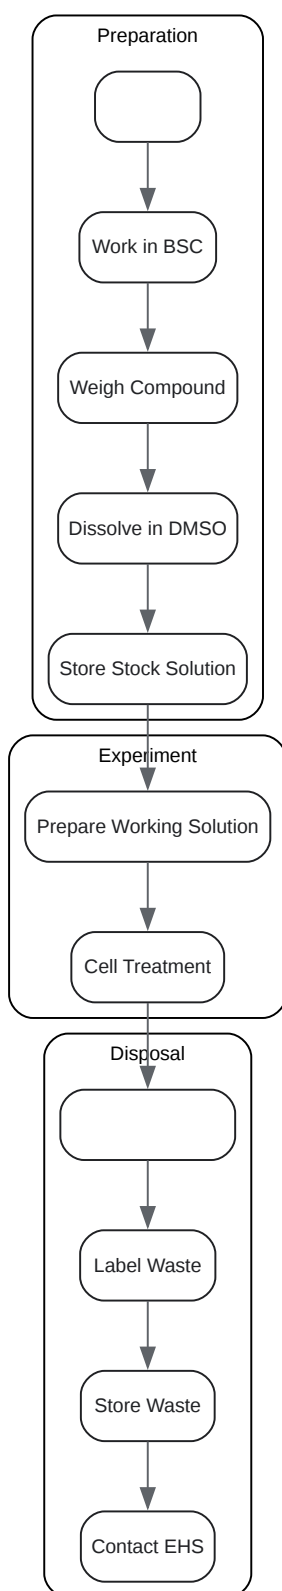 Preparation
Work in BSC
Weigh Compound
Dissolve in DMSO
Store Stock Solution
Experiment
Prepare Working Solution
Cell Treatment
Disposal
Label Waste
Store Waste
Contact EHS